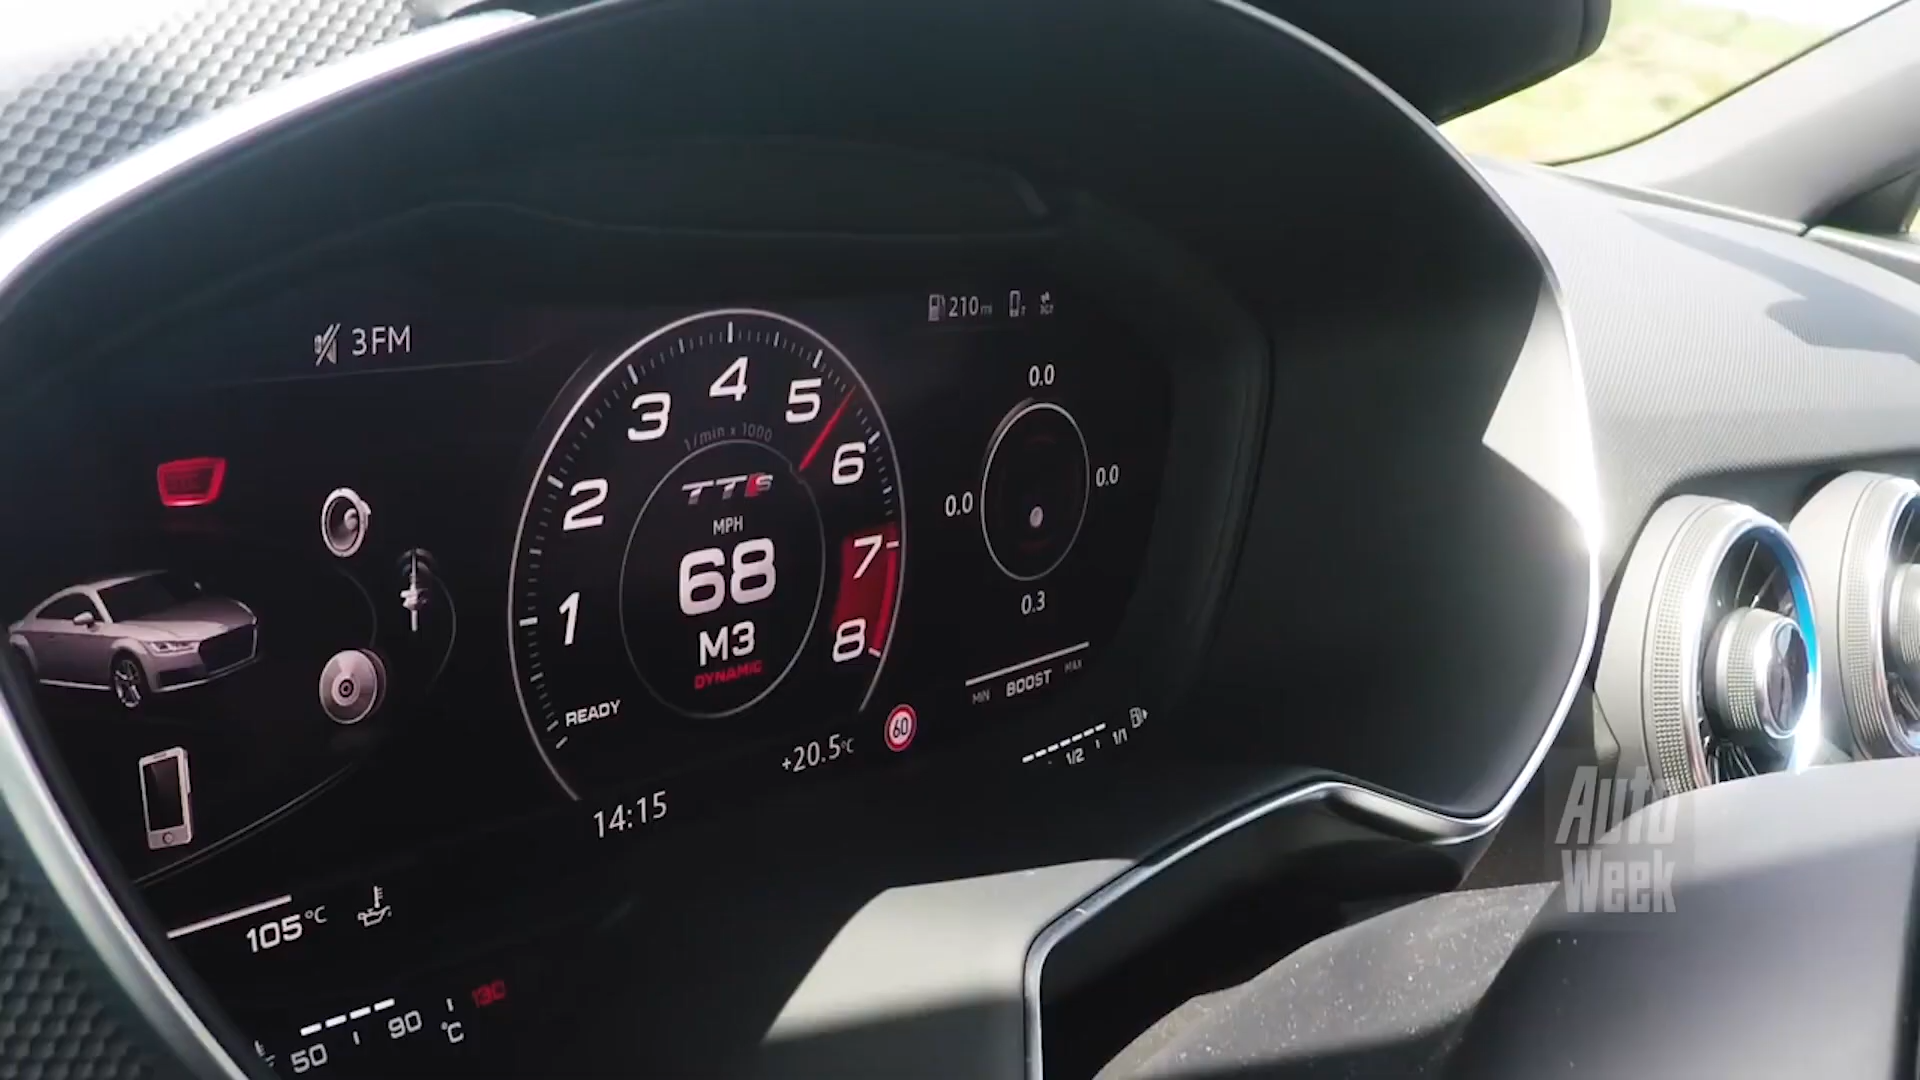 3FM
210 mi
4
3
5
1/min x 1000
2
6
TTS
MPH
68
M3
DYNAMIC
1
7
8
READY
0.0
0.0
0.0
0.3
MIN BOOST MAX
+20.5°C
60
1/2 1/1
14:15
105°C
50 90 °C 130
Auto
Week